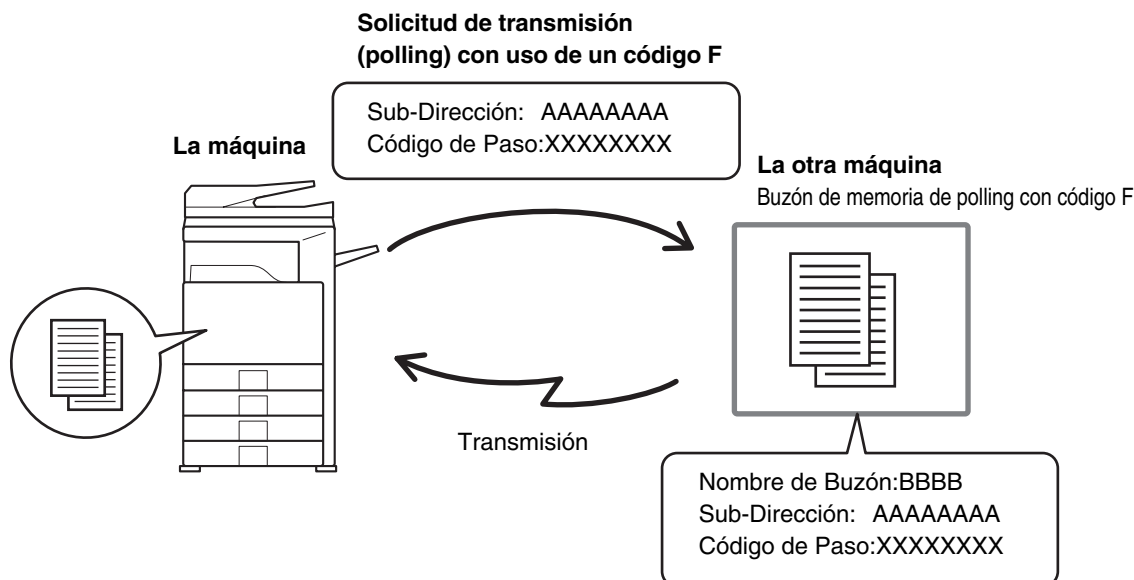 Solicitud de transmisión
(polling) con uso de un código F
Sub-Dirección: AAAAAAAA
Código de Paso:XXXXXXXX
La máquina
La otra máquina
Buzón de memoria de polling con código F
Transmisión
Nombre de Buzón:BBBB
Sub-Dirección: AAAAAAAA
Código de Paso:XXXXXXXX